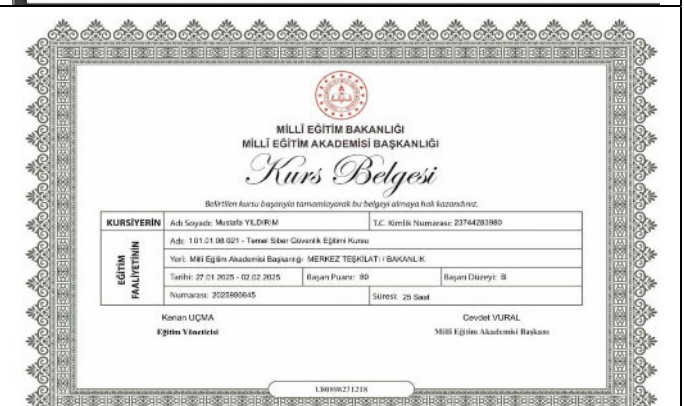 MİLLÎ EĞİTİM BAKANLIĞI
MİLLÎ EĞİTİM AKADEMİSİ BAŞKANLIĞI
Kurs Belgesi
Belirtilen kursu başarıyla tamamlayarak bu belgeyi almaya hak kazandınız.
KURSİYERİN Adı Soyadı: Mustafa YILDIRIM T.C. Kimlik Numarası: 23744283980
EĞİTİM FAALİYETİNİN
Adı: 1.01.01.08.021 - Temel Siber Güvenlik Eğitimi Kursu
Yeri: Milli Eğitim Akademisi Başkanlığı MERKEZ TEŞKİLATI / BAKANLIK
Tarihi: 27.01.2025 - 02.02.2025 Başarı Puanı: 80 Başarı Düzeyi: B
Numarası: 2025980645 Süresi: 25 Saat
Kenan UÇMA Cevdet VURAL
Eğitim Yöneticisi Millî Eğitim Akademisi Başkanı